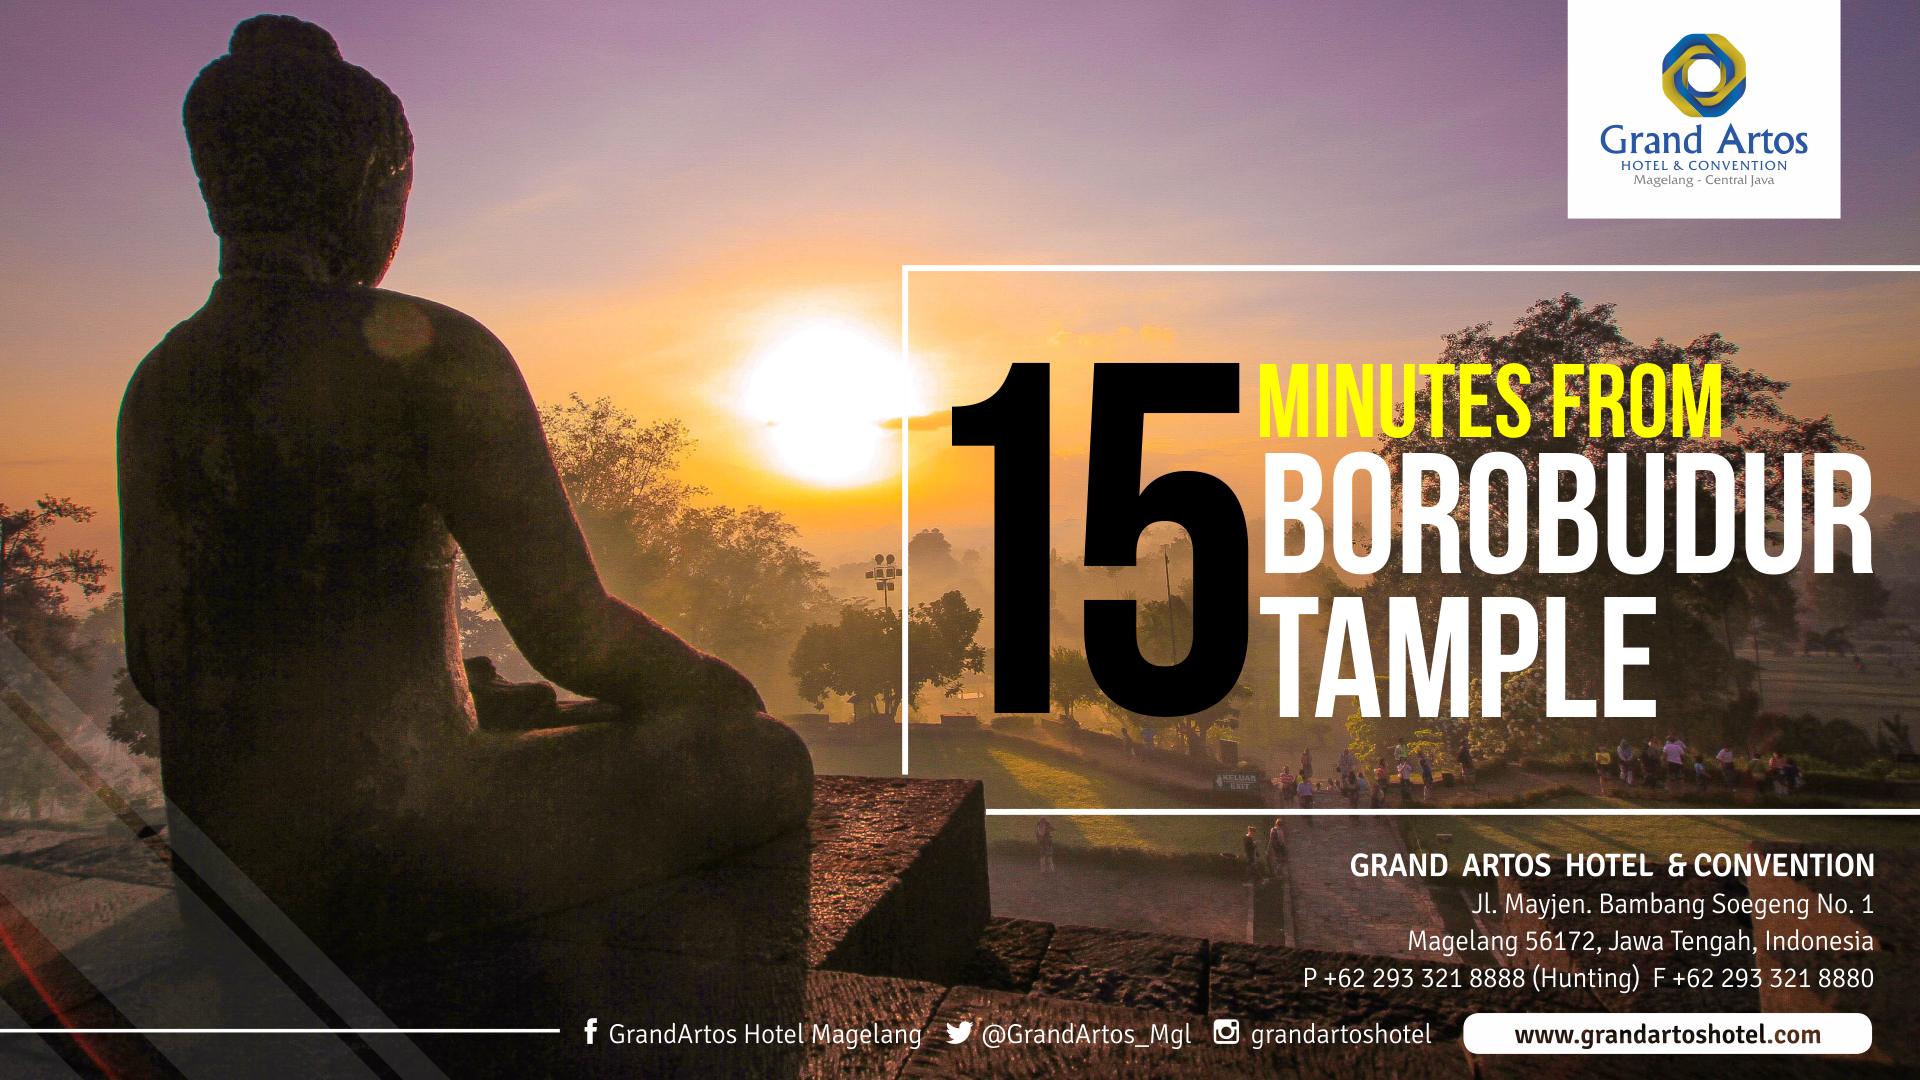 Grand Artos
HOTEL & CONVENTION
Magelang - Central Java
15 MINUTES FROM
BOROBUDUR
TAMPLE
KELUAR
EXIT
GRAND ARTOS HOTEL & CONVENTION
Jl. Mayjen. Bambang Soegeng No. 1
Magelang 56172, Jawa Tengah, Indonesia
P +62 293 321 8888 (Hunting) F +62 293 321 8880
GrandArtos Hotel Magelang @GrandArtos_Mgl grandartoshotel www.grandartoshotel.com